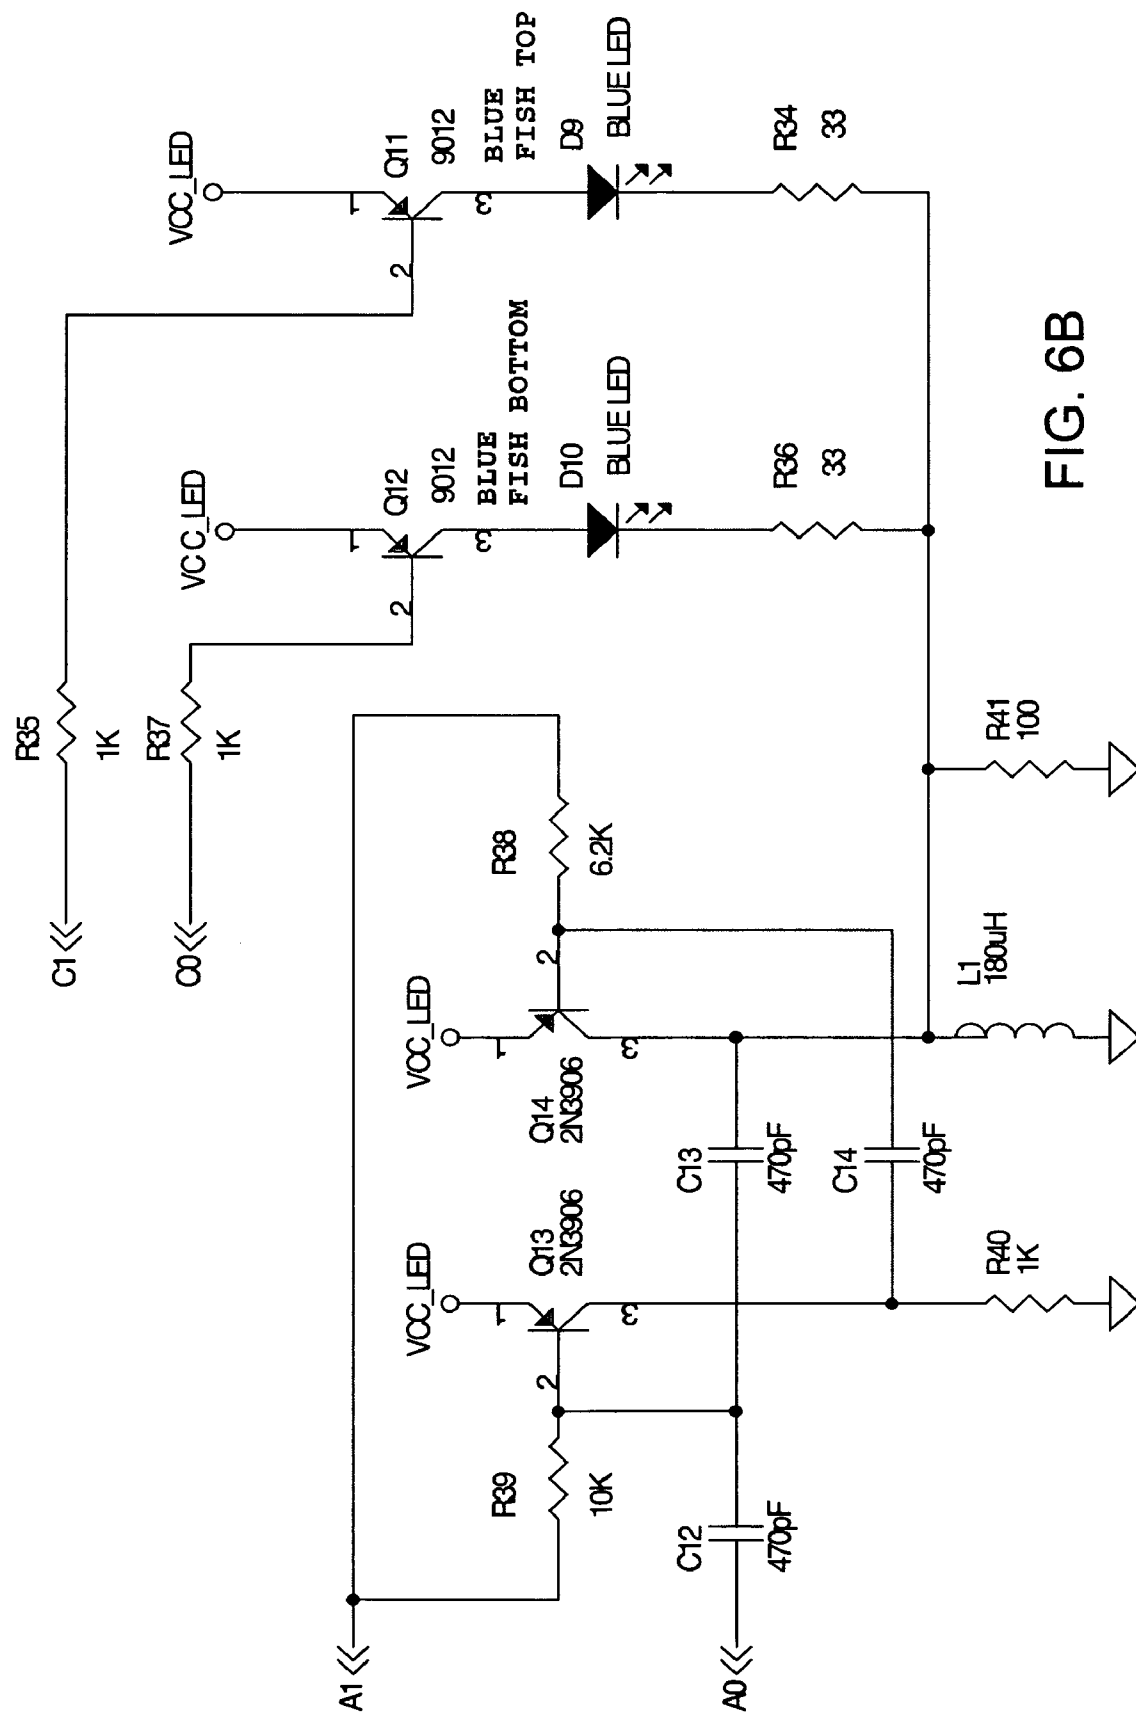 C1
R35
1K
C0
R37
1K
VCC_LED
1
Q11
2
9012
3
BLUE
FISH TOP
D9
BLUE LED
R34
33
VCC_LED
1
Q12
2
9012
3
BLUE
FISH BOTTOM
D10
BLUE LED
R36
33
A1
R39
10K
2
VCC_LED
1
Q13
2N3906
3
VCC_LED
1
Q14
2N3906
3
2
R38
6.2K
A0
C12
470pF
C13
470pF
C14
470pF
R40
1K
L1
180uH
R41
100
FIG. 6B